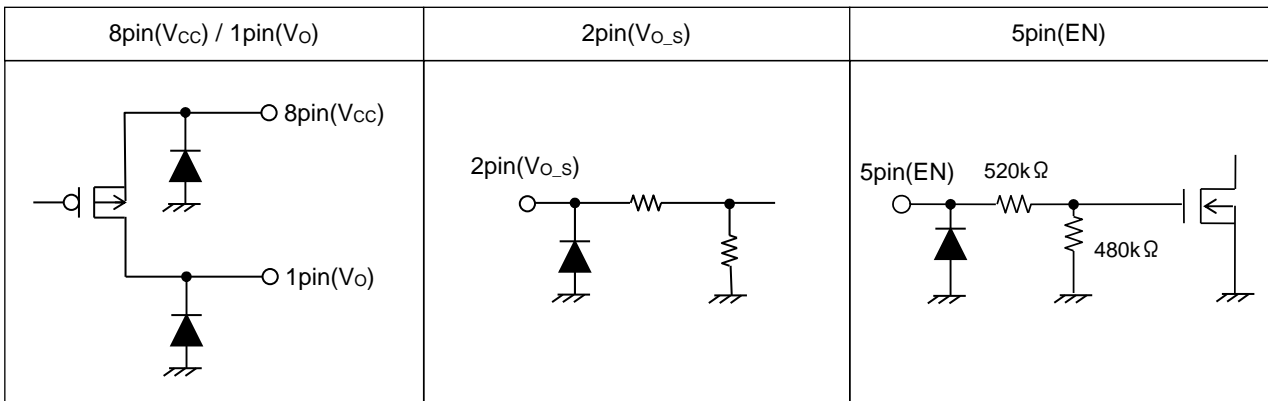 8pin(VCC) / 1pin(VO)
2pin(VO_S)
5pin(EN)
8pin(VCC)
1pin(VO)
2pin(VO_S)
5pin(EN)
520kΩ
480kΩ